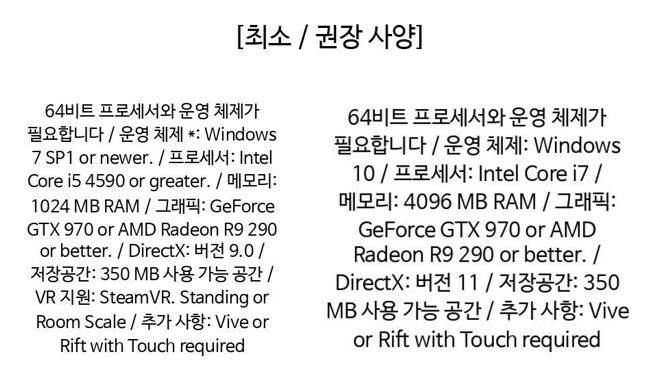 [최소 / 권장 사양]
64비트 프로세서와 운영 체제가
필요합니다 / 운영 체제 *: Windows
7 SP1 or newer. / 프로세서: Intel
Core i5 4590 or greater. / 메모리:
1024 MB RAM / 그래픽: GeForce
GTX 970 or AMD Radeon R9 290
or better. / DirectX: 버전 9.0 /
저장공간: 350 MB 사용 가능 공간 /
VR 지원: SteamVR. Standing or
Room Scale / 추가 사항: Vive or
Rift with Touch required
64비트 프로세서와 운영 체제가
필요합니다 / 운영 체제: Windows
10 / 프로세서: Intel Core i7 /
메모리: 4096 MB RAM / 그래픽:
GeForce GTX 970 or AMD
Radeon R9 290 or better. /
DirectX: 버전 11 / 저장공간: 350
MB 사용 가능 공간 / 추가 사항: Vive
or Rift with Touch required